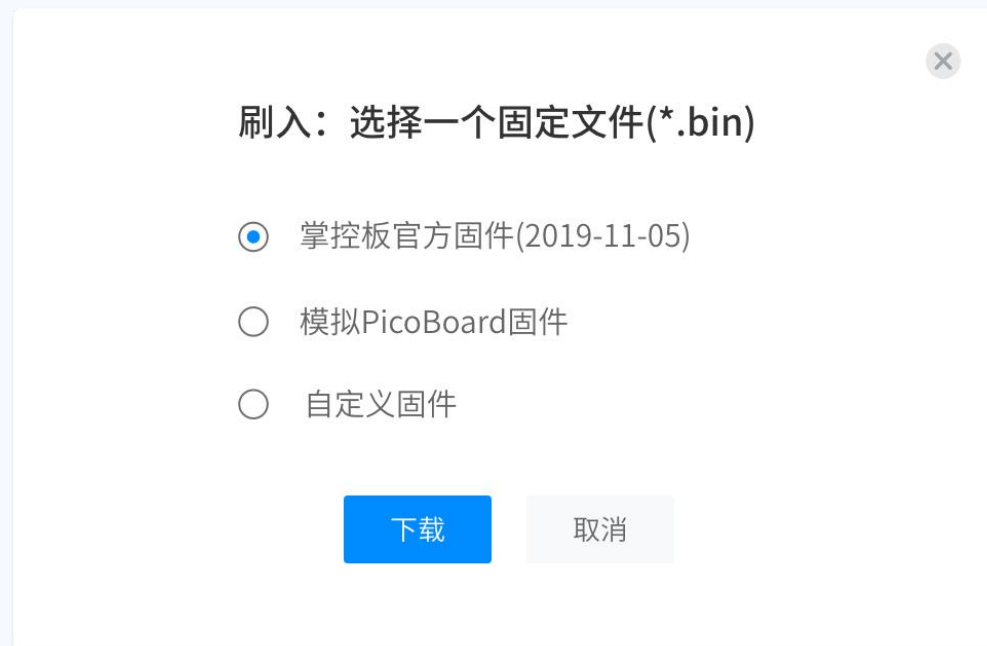 刷入：选择一个固定文件(*.bin)
掌控板官方固件(2019-11-05)
模拟PicoBoard固件
自定义固件
下载 取消